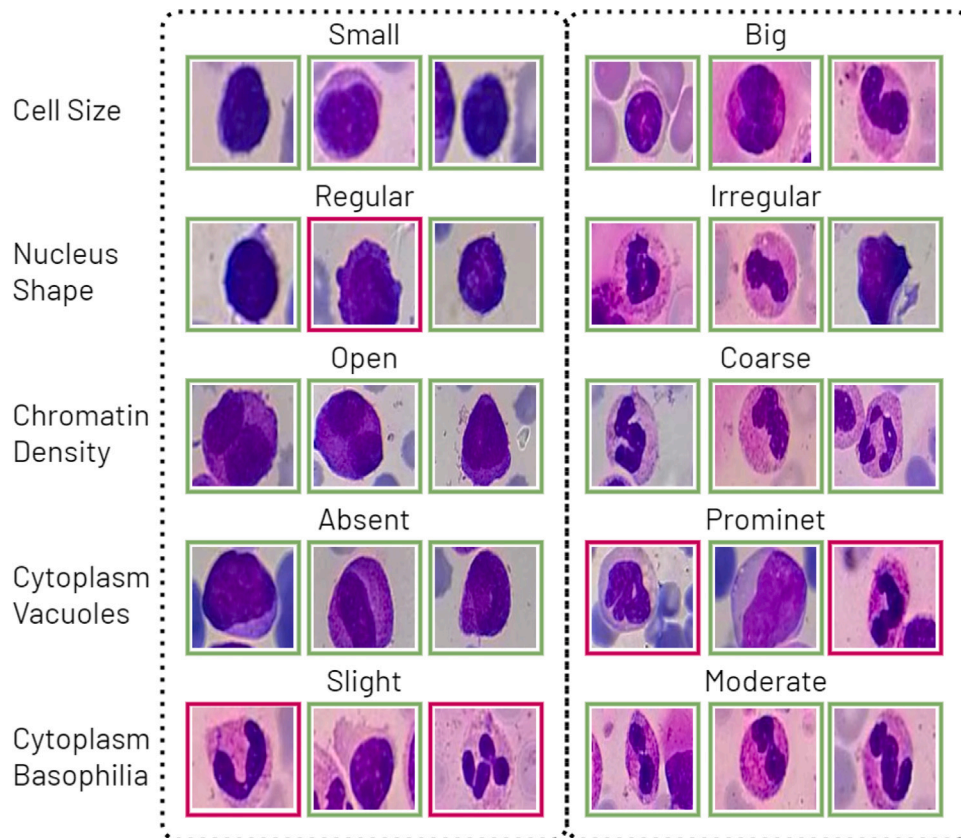 Small
Big
Cell Size
Regular
Irregular
Nucleus
Shape
Open
Coarse
Chromatin
Density
Absent
Prominet
Cytoplasm
Vacuoles
Slight
Moderate
Cytoplasm
Basophilia